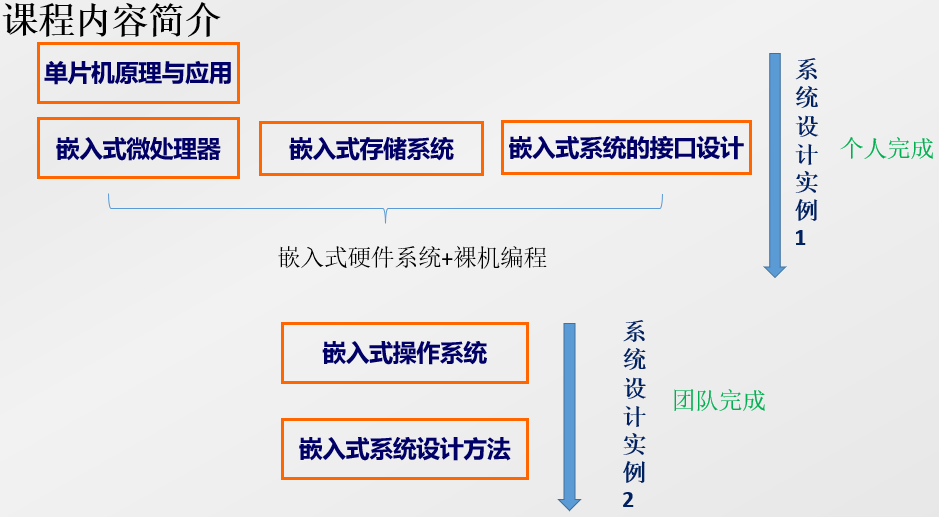 课程内容简介
单片机原理与应用
嵌入式微处理器
嵌入式存储系统
嵌入式系统的接口设计
系统设计实例1
个人完成
嵌入式硬件系统+裸机编程
嵌入式操作系统
嵌入式系统设计方法
系统设计实例2
团队完成